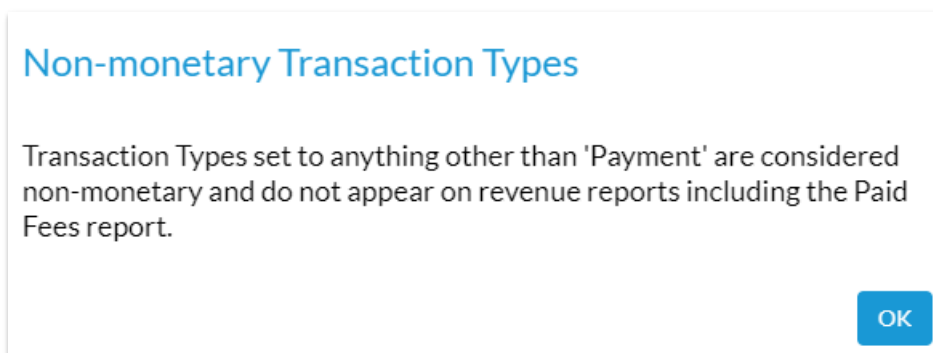 Non-monetary Transaction Types
Transaction Types set to anything other than 'Payment' are considered
non-monetary and do not appear on revenue reports including the Paid
Fees report.
OK